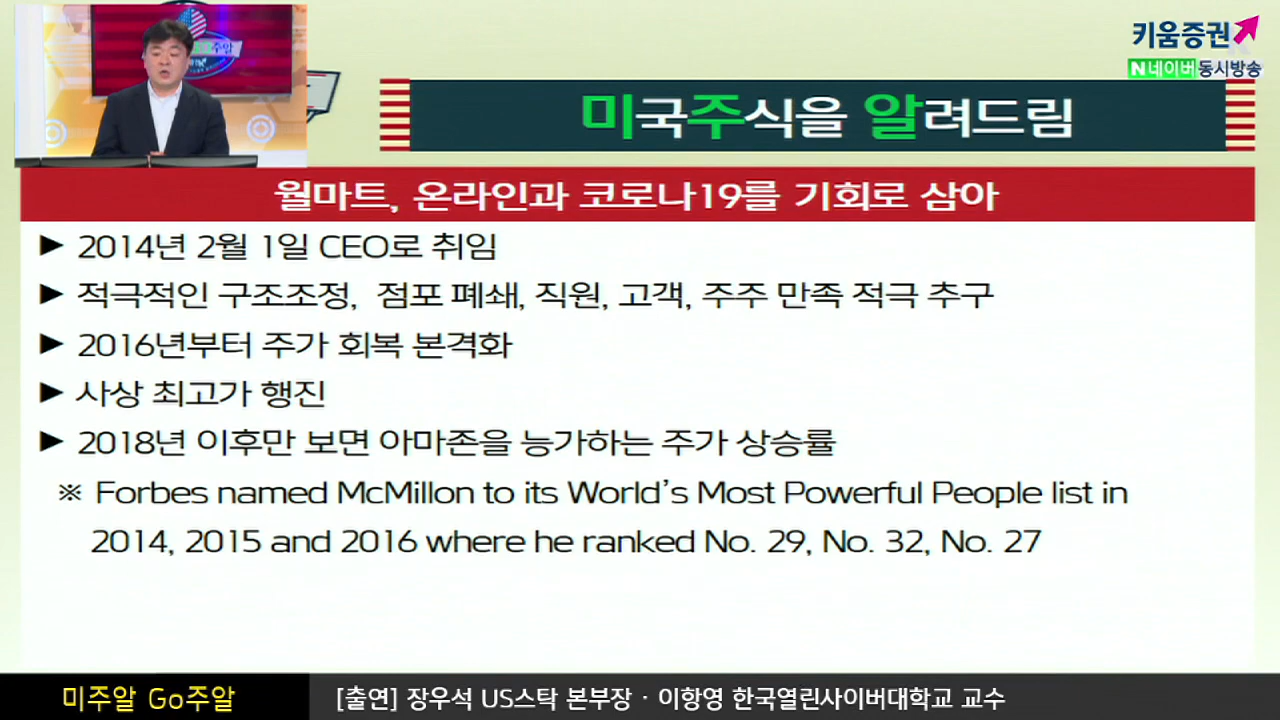 주알
키움증권
N 네이버 동시방송
미국주식을 알려드림
월마트, 온라인과 코로나19를 기회로 삼아
▶ 2014년 2월 1일 CEO로 취임
▶ 적극적인 구조조정, 점포 폐쇄, 직원, 고객, 주주 만족 적극 추구
▶ 2016년부터 주가 회복 본격화
▶ 사상 최고가 행진
▶ 2018년 이후만 보면 아마존을 능가하는 주가 상승률
※ Forbes named McMillon to its World's Most Powerful People list in
2014, 2015 and 2016 where he ranked No. 29, No. 32, No. 27
미주알 Go주알
[출연] 장우석 US스탁 본부장 · 이항영 한국열린사이버대학교 교수